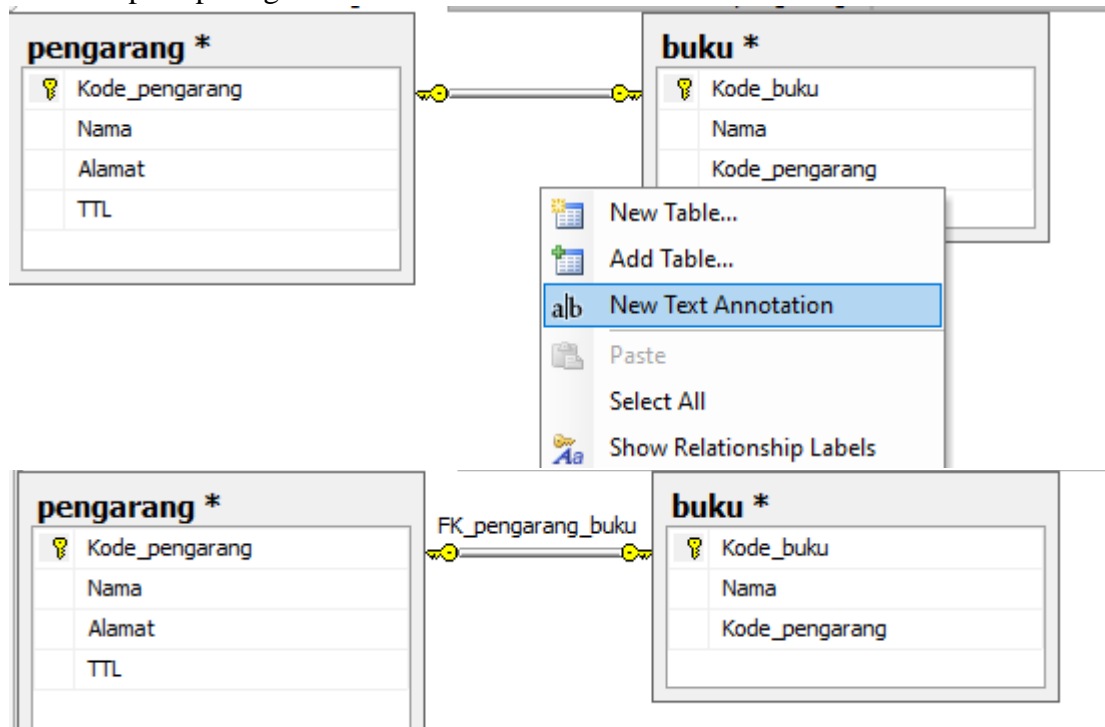 pengarang *
Kode_pengarang
Nama
Alamat
TTL
buku *
Kode_buku
Nama
Kode_pengarang
New Table...
Add Table...
a|b New Text Annotation
Paste
Select All
Aa Show Relationship Labels
pengarang *
Kode_pengarang
Nama
Alamat
TTL
FK_pengarang_buku
buku *
Kode_buku
Nama
Kode_pengarang